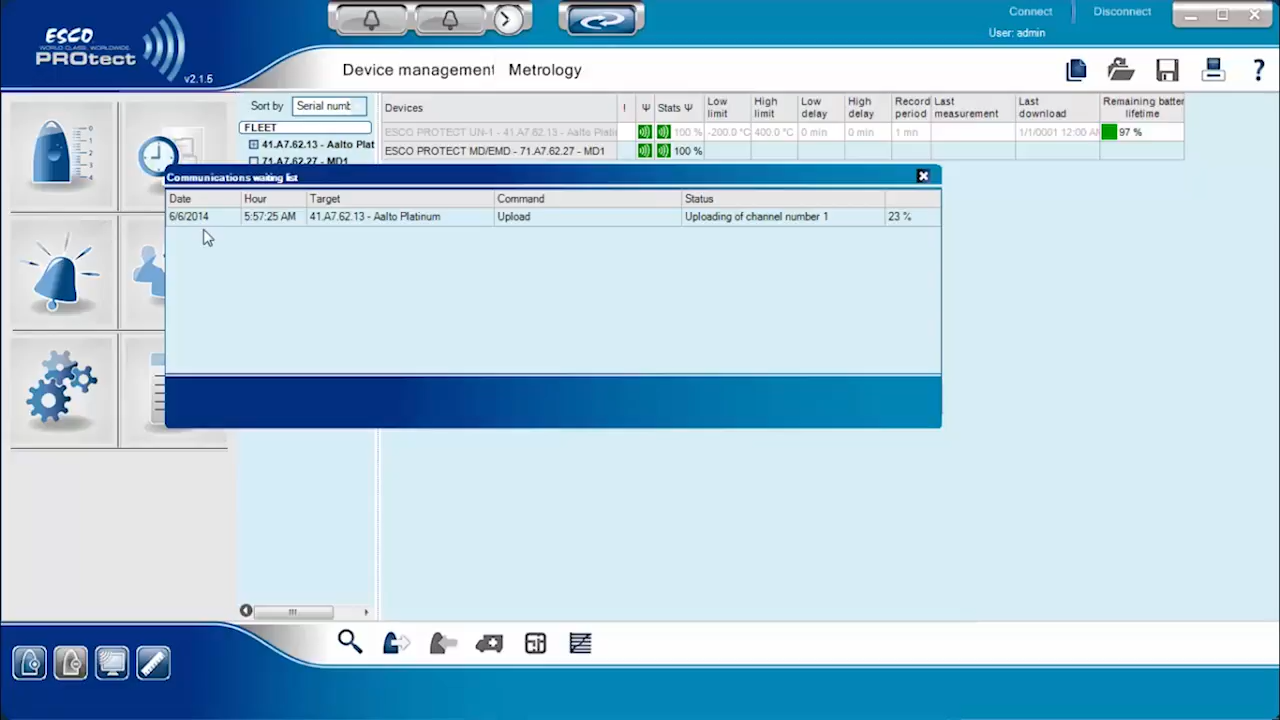 ESCO
WORLD CLASS. WORLDWIDE.
PROtect
v2.1.5
Connect
Disconnect
User: admin
Device management
Metrology
?
Sort by
Serial numb
FLEET
41.A7.62.13 - Aalto Plat
71.A7.62.27 - MD1
Devices
I
Ψ
Stats Ψ
Low limit
High limit
Low delay
High delay
Record period
Last measurement
Last download
Remaining batter lifetime
ESCO PROTECT UN-1 - 41.A7.62.13 - Aalto Plati
100 %
-200.0 °C
400.0 °C
0 min
0 min
1 mn
1/1/0001 12:00 AM
97 %
ESCO PROTECT MD/EMD - 71.A7.62.27 - MD1
100 %
Communications waiting list
Date
Hour
Target
Command
Status
6/6/2014
5:57:25 AM
41.A7.62.13 - Aalto Platinum
Upload
Uploading of channel number 1
23 %